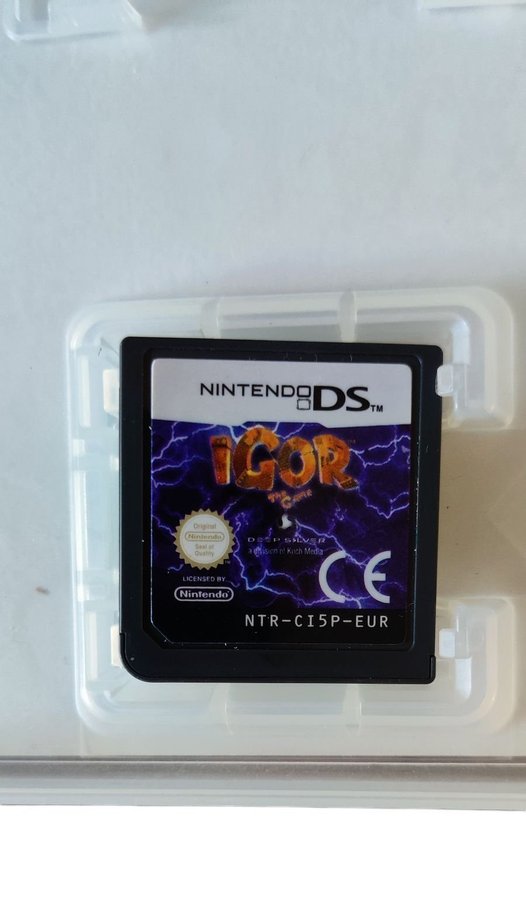 NINTENDO DS™
IGOR
THE GAME
DEEP SILVER
a division of Koch Media
Original
Nintendo
Seal of
Quality
LICENSED BY
Nintendo
CE
NTR-CI5P-EUR